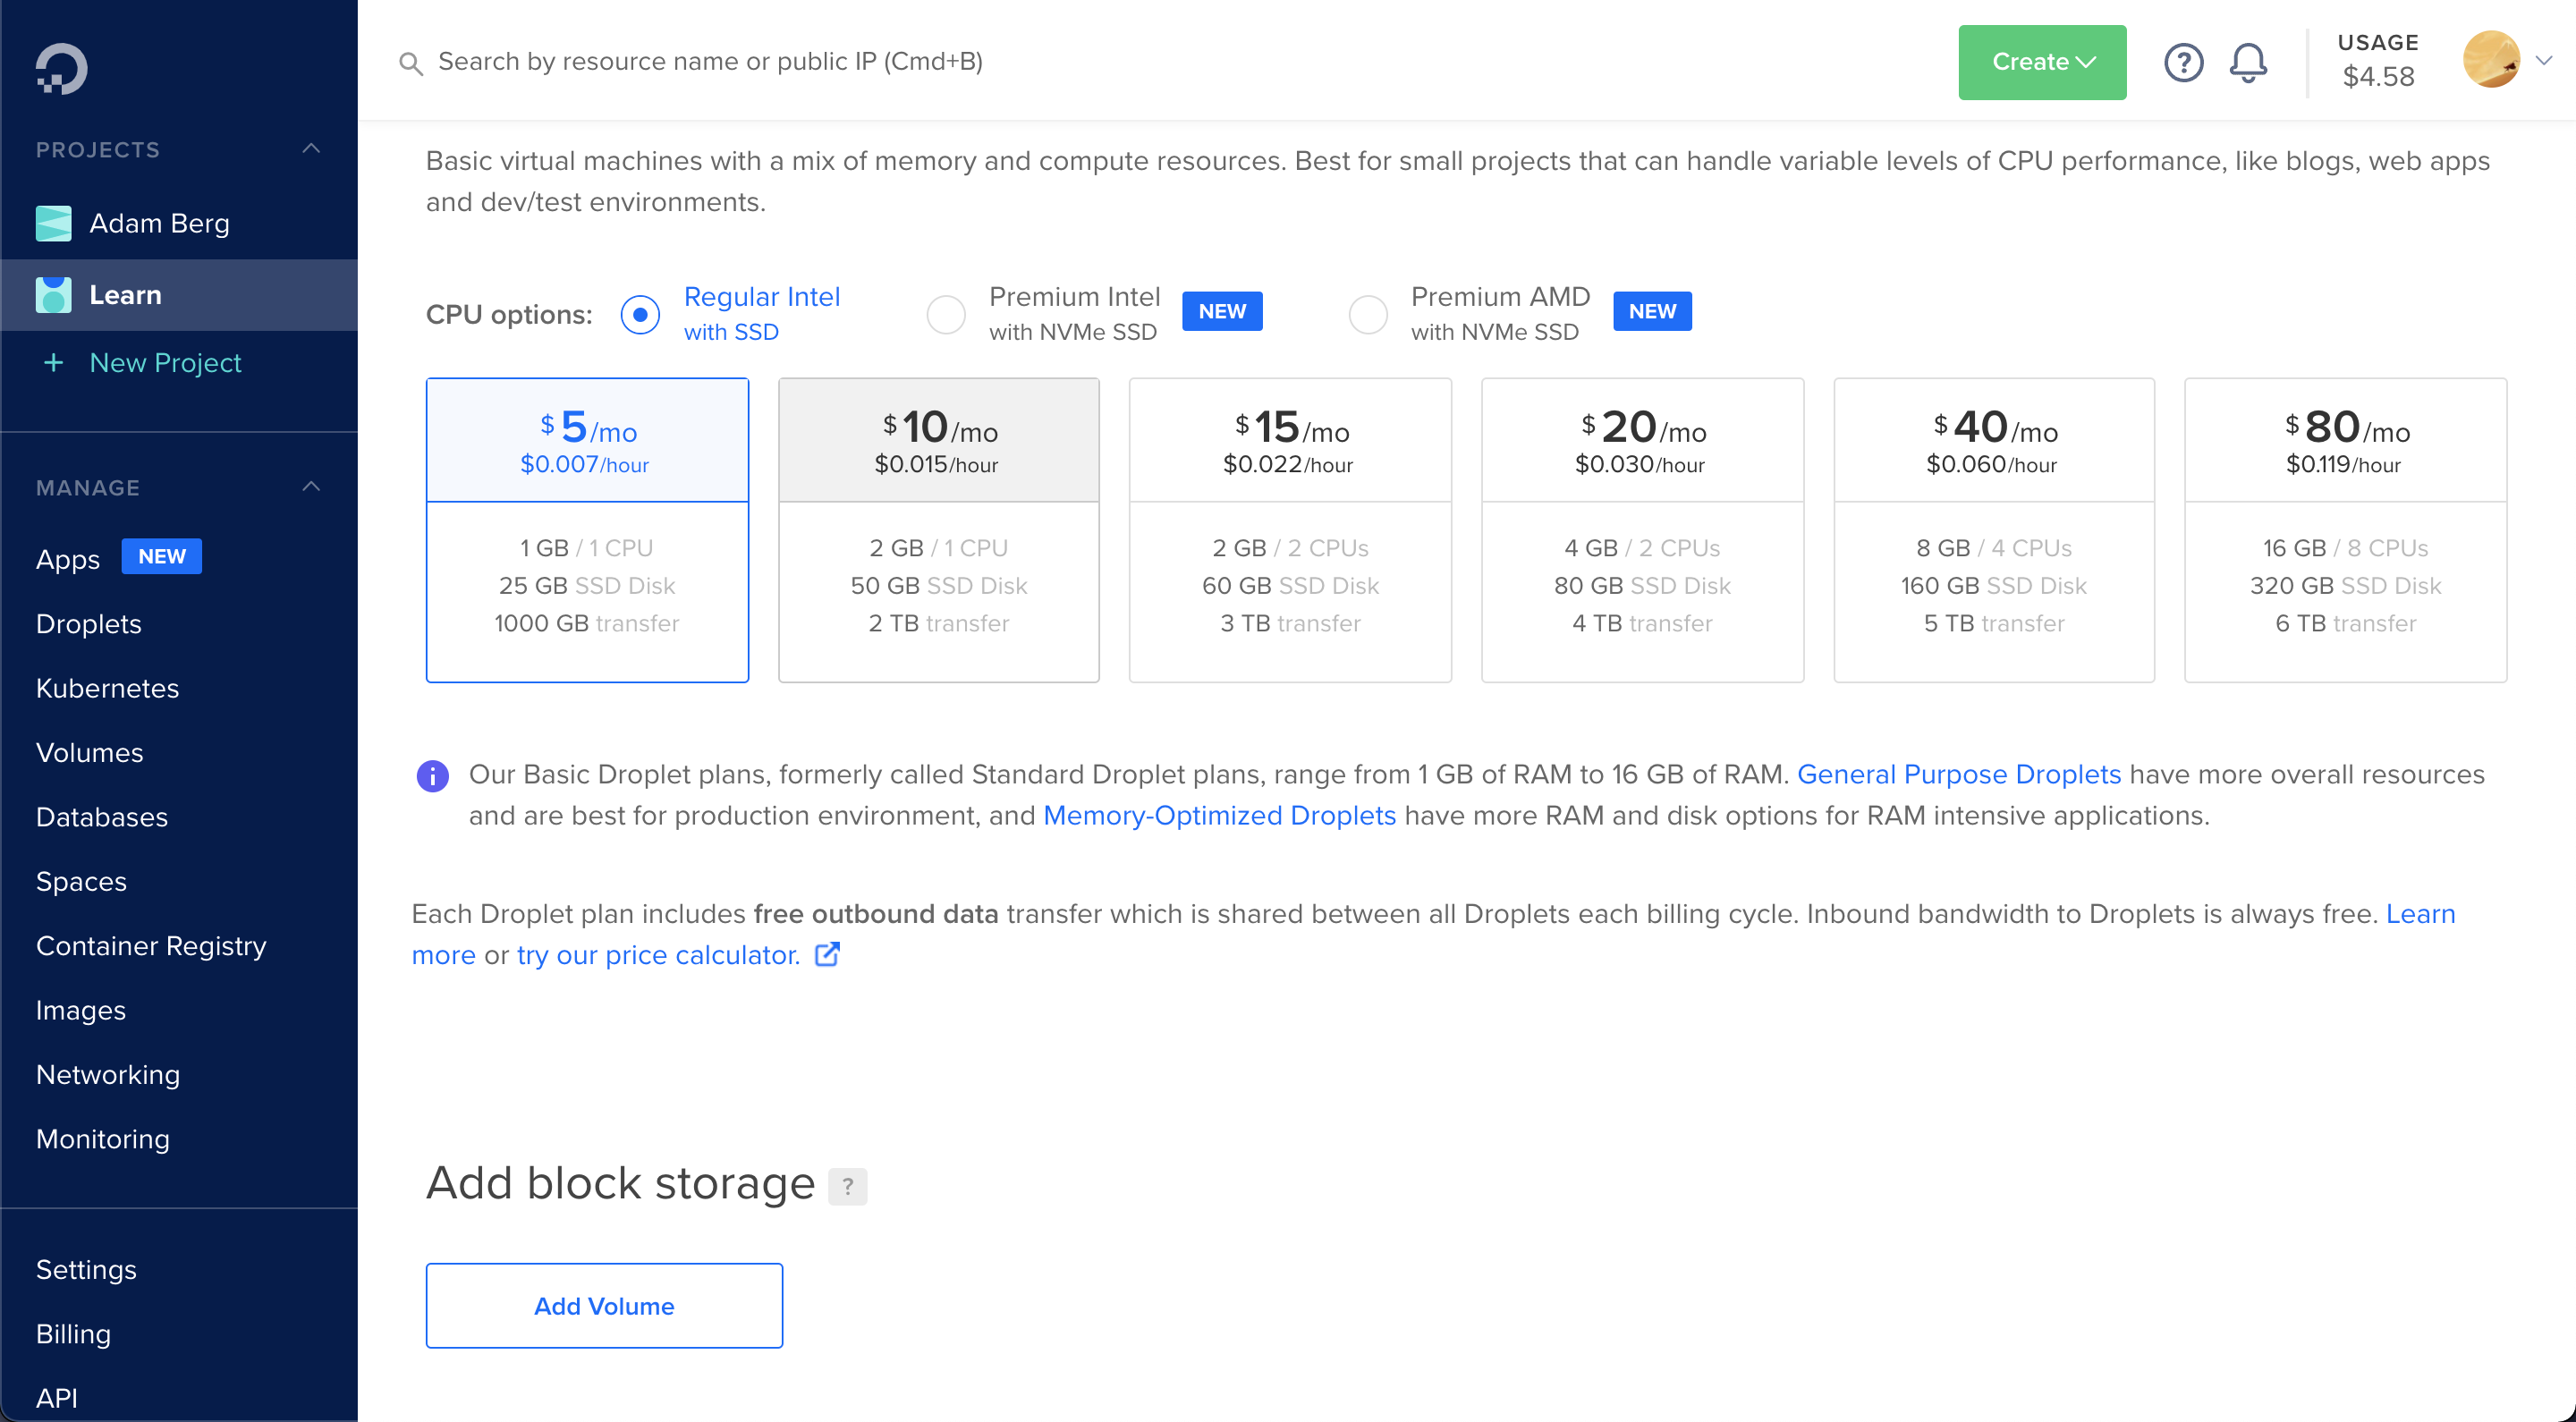 Search by resource name or public IP (Cmd+B)
Create
USAGE
$4.58
PROJECTS
Adam Berg
Learn
+ New Project
MANAGE
Apps NEW
Droplets
Kubernetes
Volumes
Databases
Spaces
Container Registry
Images
Networking
Monitoring
Settings
Billing
API
Basic virtual machines with a mix of memory and compute resources. Best for small projects that can handle variable levels of CPU performance, like blogs, web apps
and dev/test environments.
CPU options:
Regular Intel
with SSD
Premium Intel
with NVMe SSD
NEW
Premium AMD
with NVMe SSD
NEW
$5/mo
$0.007/hour
1 GB / 1 CPU
25 GB SSD Disk
1000 GB transfer
$10/mo
$0.015/hour
2 GB / 1 CPU
50 GB SSD Disk
2 TB transfer
$15/mo
$0.022/hour
2 GB / 2 CPUs
60 GB SSD Disk
3 TB transfer
$20/mo
$0.030/hour
4 GB / 2 CPUs
80 GB SSD Disk
4 TB transfer
$40/mo
$0.060/hour
8 GB / 4 CPUs
160 GB SSD Disk
5 TB transfer
$80/mo
$0.119/hour
16 GB / 8 CPUs
320 GB SSD Disk
6 TB transfer
Our Basic Droplet plans, formerly called Standard Droplet plans, range from 1 GB of RAM to 16 GB of RAM. General Purpose Droplets have more overall resources
and are best for production environment, and Memory-Optimized Droplets have more RAM and disk options for RAM intensive applications.
Each Droplet plan includes free outbound data transfer which is shared between all Droplets each billing cycle. Inbound bandwidth to Droplets is always free. Learn
more or try our price calculator.
Add block storage ?
Add Volume